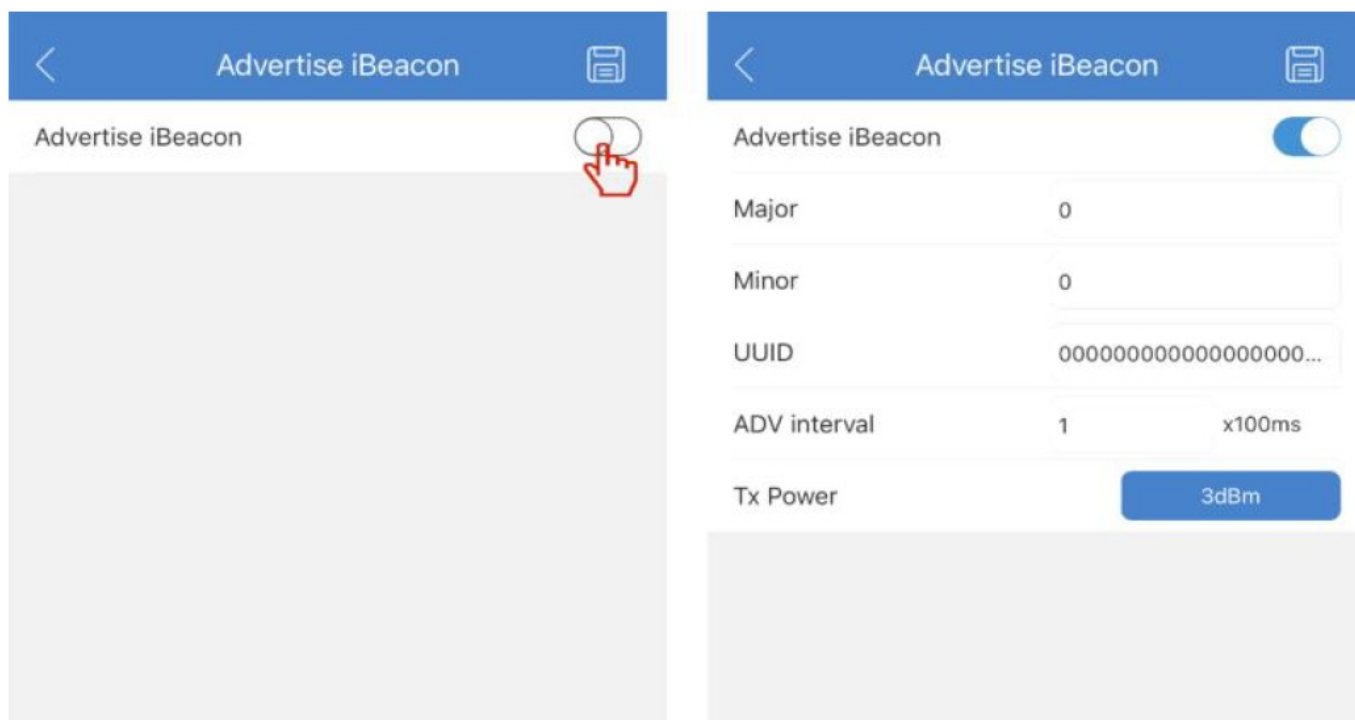 Advertise iBeacon
Advertise iBeacon
Advertise iBeacon
Advertise iBeacon
Major 0
Minor 0
UUID 0000000000000000000...
ADV interval 1 x100ms
Tx Power 3dBm